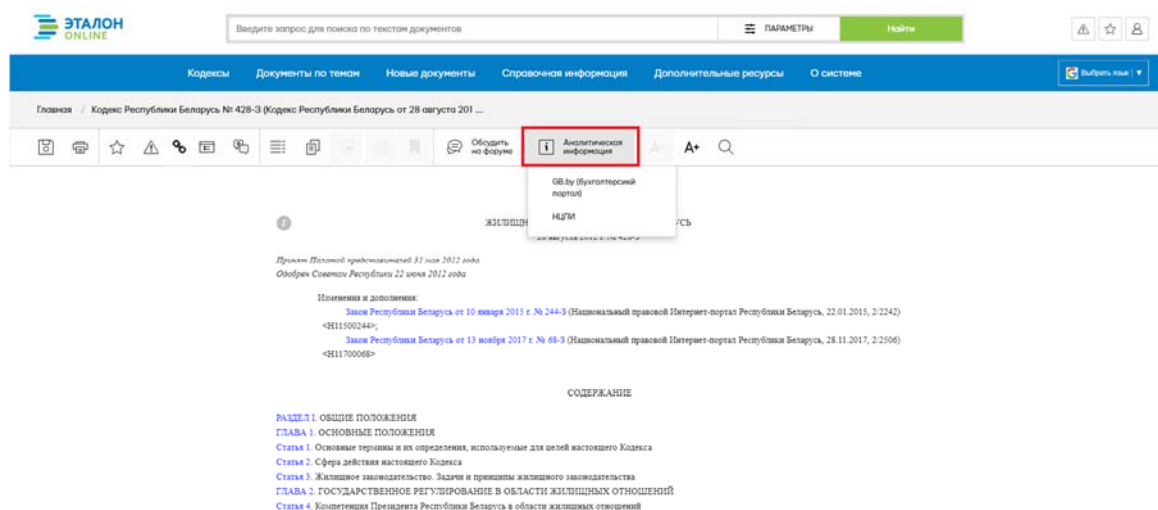 ЭТАЛОН
ONLINE
Введите запрос для поиска по текстам документов
ПАРАМЕТРЫ
Найти
Кодексы Документы по темам Новые документы Справочная информация Дополнительные ресурсы О системе
Выбрать язык
Главная / Кодекс Республики Беларусь № 428-З (Кодекс Республики Беларусь от 28 августа 201 ...
Обсудить
на форуме
Аналитическая
информация
A+
GB.by (бухгалтерский
портал)
НЦПИ
ЖИЛИЩН
УСЬ
28 августа 2012 г. № 428-З
Принят Палатой представителей 31 мая 2012 года
Одобрен Советом Республики 22 июня 2012 года
Изменения и дополнения:
Закон Республики Беларусь от 10 января 2015 г. № 244-З (Национальный правовой Интернет-портал Республики Беларусь, 22.01.2015, 2/2242)
<H11500244>;
Закон Республики Беларусь от 13 ноября 2017 г. № 68-З (Национальный правовой Интернет-портал Республики Беларусь, 28.11.2017, 2/2506)
<H11700068>
СОДЕРЖАНИЕ
РАЗДЕЛ I. ОБЩИЕ ПОЛОЖЕНИЯ
ГЛАВА 1. ОСНОВНЫЕ ПОЛОЖЕНИЯ
Статья 1. Основные термины и их определения, используемые для целей настоящего Кодекса
Статья 2. Сфера действия настоящего Кодекса
Статья 3. Жилищное законодательство. Задачи и принципы жилищного законодательства
ГЛАВА 2. ГОСУДАРСТВЕННОЕ РЕГУЛИРОВАНИЕ В ОБЛАСТИ ЖИЛИЩНЫХ ОТНОШЕНИЙ
Статья 4. Компетенция Президента Республики Беларусь в области жилищных отношений